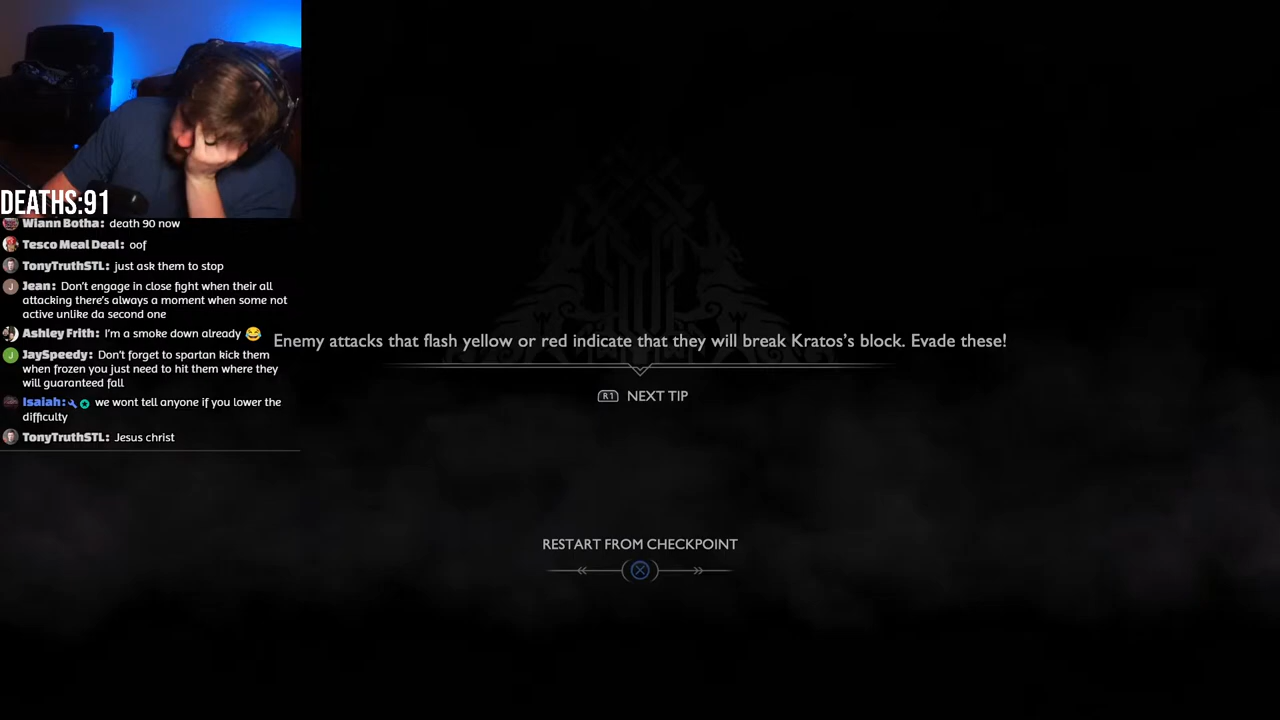 DEATHS:91
Wiann Botha: death 90 now
Tesco Meal Deal: oof
TonyTruthSTL: just ask them to stop
Jean: Don't engage in close fight when their all
attacking there's always a moment when some not
active unlike da second one
Ashley Frith: I'm a smoke down already 😂
JaySpeedy: Don't forget to spartan kick them
when frozen you just need to hit them where they
will guaranteed fall
Isaiah: we wont tell anyone if you lower the
difficulty
TonyTruthSTL: Jesus christ
Enemy attacks that flash yellow or red indicate that they will break Kratos's block. Evade these!
R1 NEXT TIP
RESTART FROM CHECKPOINT